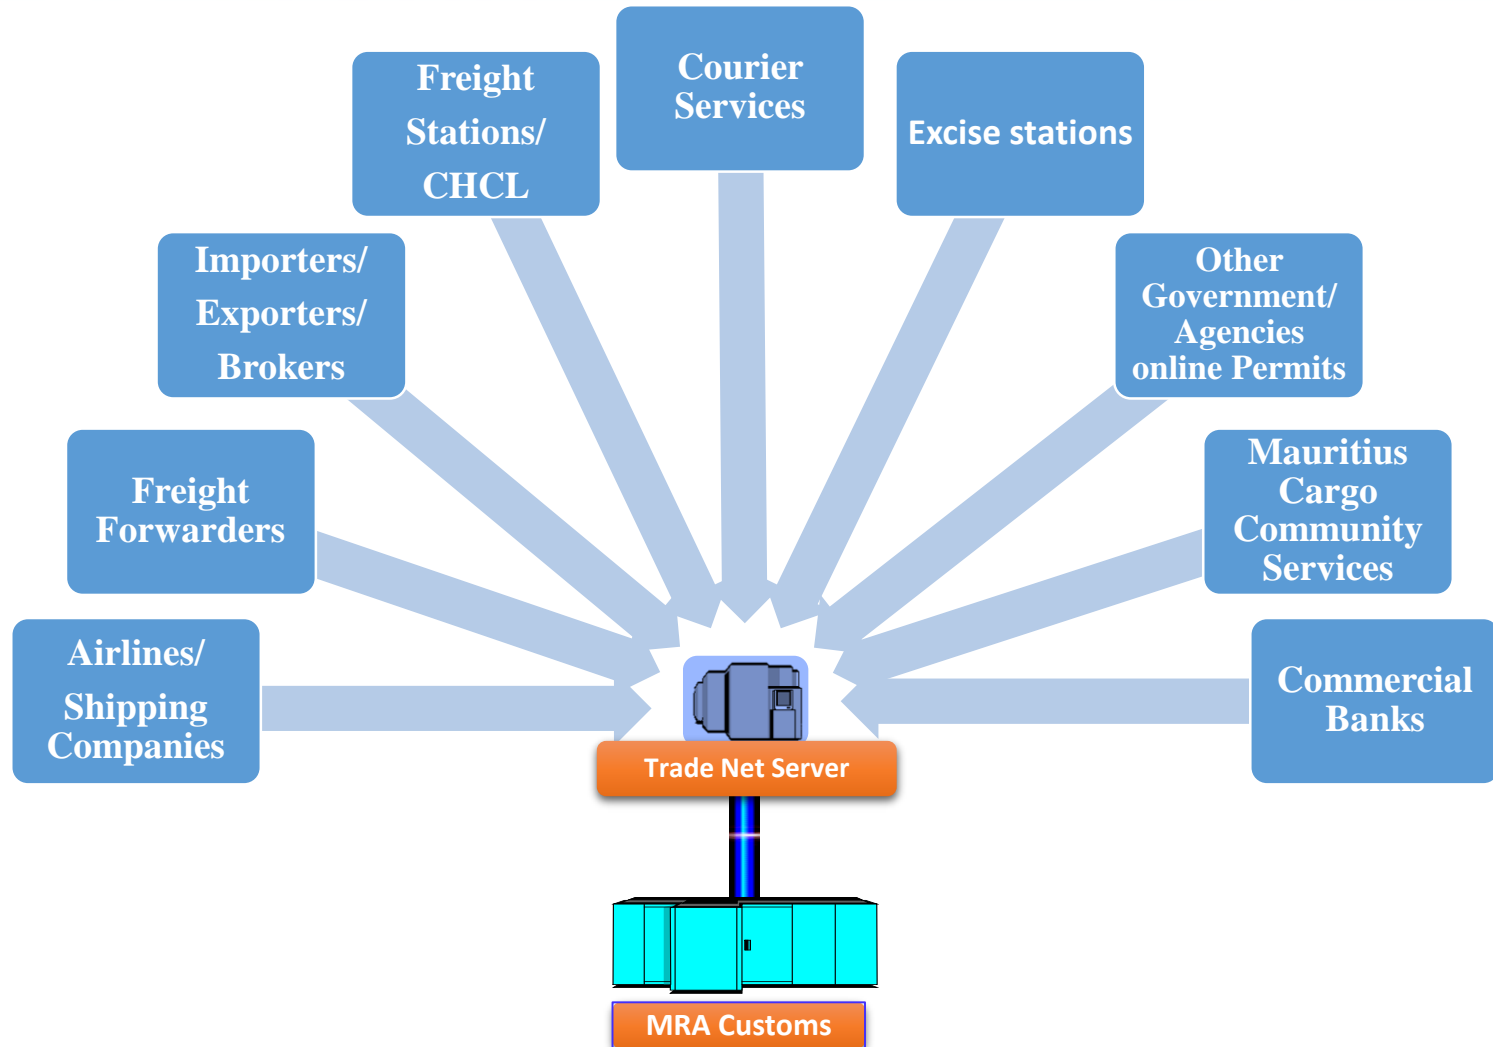 Courier
Services
Freight
Stations/
CHCL
Excise stations
Importers/
Exporters/
Brokers
Other
Government/
Agencies
online Permits
Freight
Forwarders
Mauritius
Cargo
Community
Services
Airlines/
Shipping
Companies
Commercial
Banks
Trade Net Server
MRA Customs